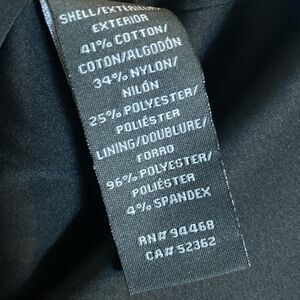 SHELL/EXTÉRIEUR/
EXTERIOR
41% COTTON/
COTON/ALGODÓN
34% NYLON/
NILÓN
25% POLYESTER/
POLIÉSTER
LINING/DOUBLURE/
FORRO
96% POLYESTER/
POLIÉSTER
4% SPANDEX
RN# 94468
CA# 52362